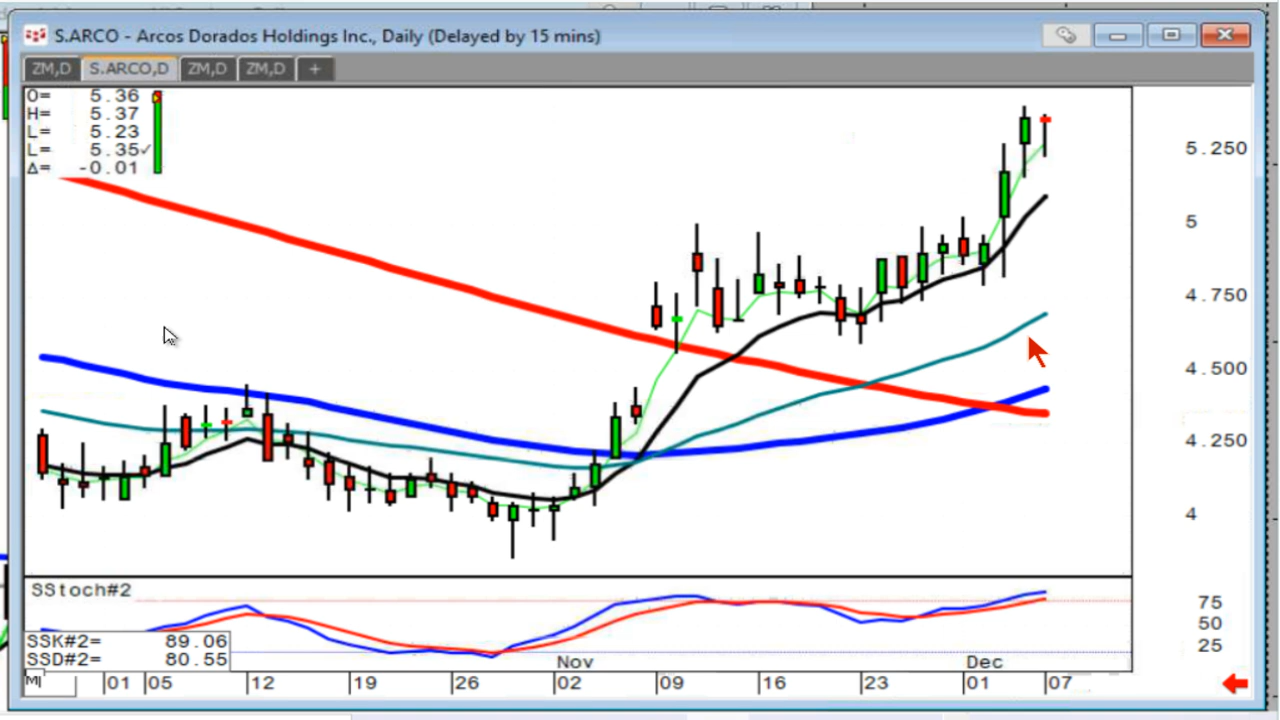 S.ARCO - Arcos Dorados Holdings Inc., Daily (Delayed by 15 mins)
ZM,D S.ARCO,D ZM,D ZM,D +
O= 5.36
H= 5.37
L= 5.23
L= 5.35✓
Δ= -0.01
5.250
5
4.750
4.500
4.250
4
SStoch#2
75
50
25
SSK#2= 89.06
SSD#2= 80.55
Nov Dec
01 05 12 19 26 02 09 16 23 01 07